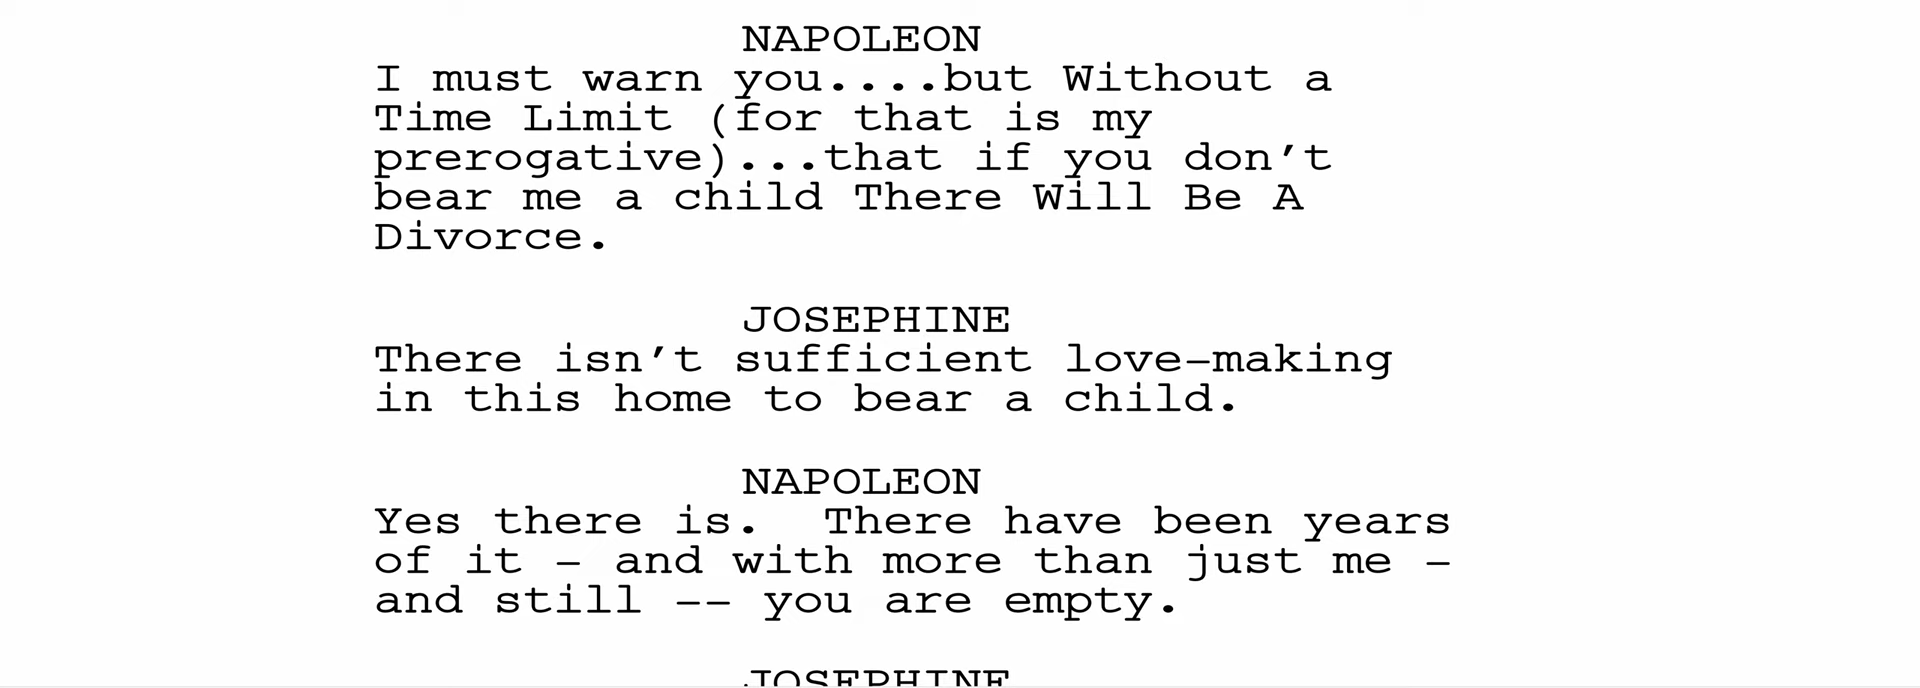 NAPOLEON
I must warn you....but Without a
Time Limit (for that is my
prerogative)...that if you don’t
bear me a child There Will Be A
Divorce.
JOSEPHINE
There isn’t sufficient love-making
in this home to bear a child.
NAPOLEON
Yes there is.  There have been years
of it - and with more than just me -
and still -- you are empty.
JOSEPHINE